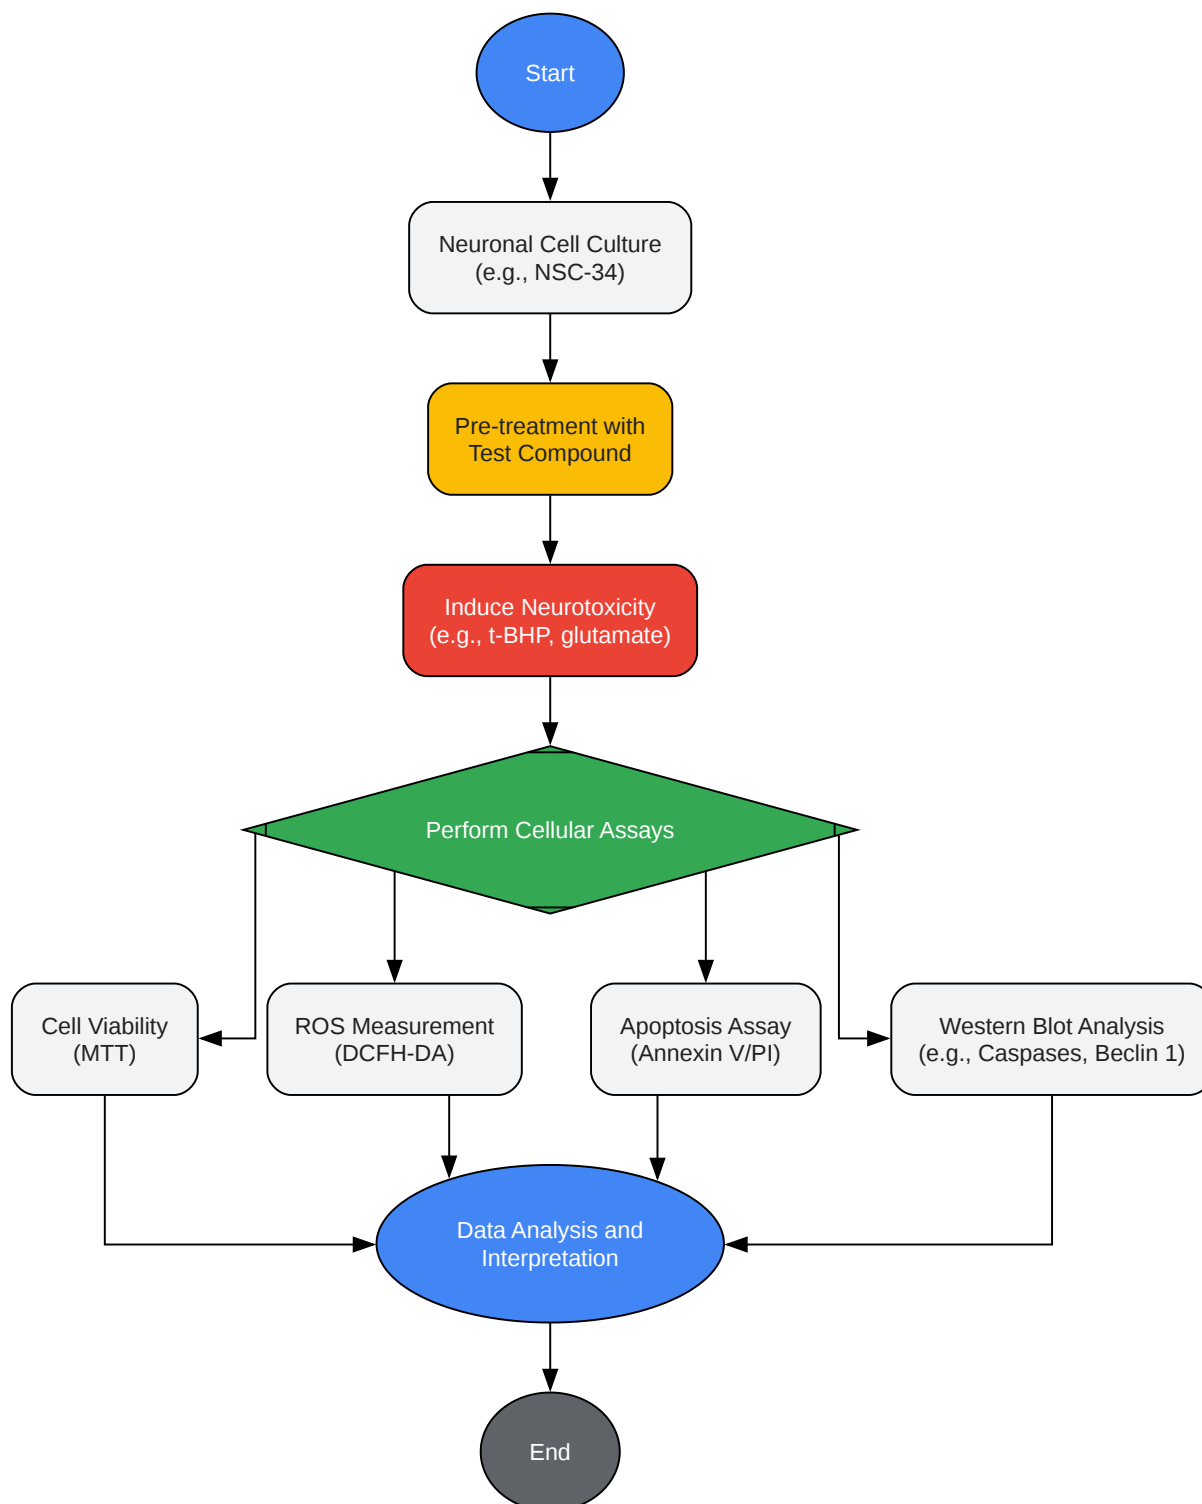 Start
Neuronal Cell Culture
(e.g., NSC-34)
Pre-treatment with
Test Compound
Induce Neurotoxicity
(e.g., t-BHP, glutamate)
Perform Cellular Assays
Cell Viability
(MTT)
ROS Measurement
(DCFH-DA)
Apoptosis Assay
(Annexin V/PI)
Western Blot Analysis
(e.g., Caspases, Beclin 1)
Data Analysis and
Interpretation
End